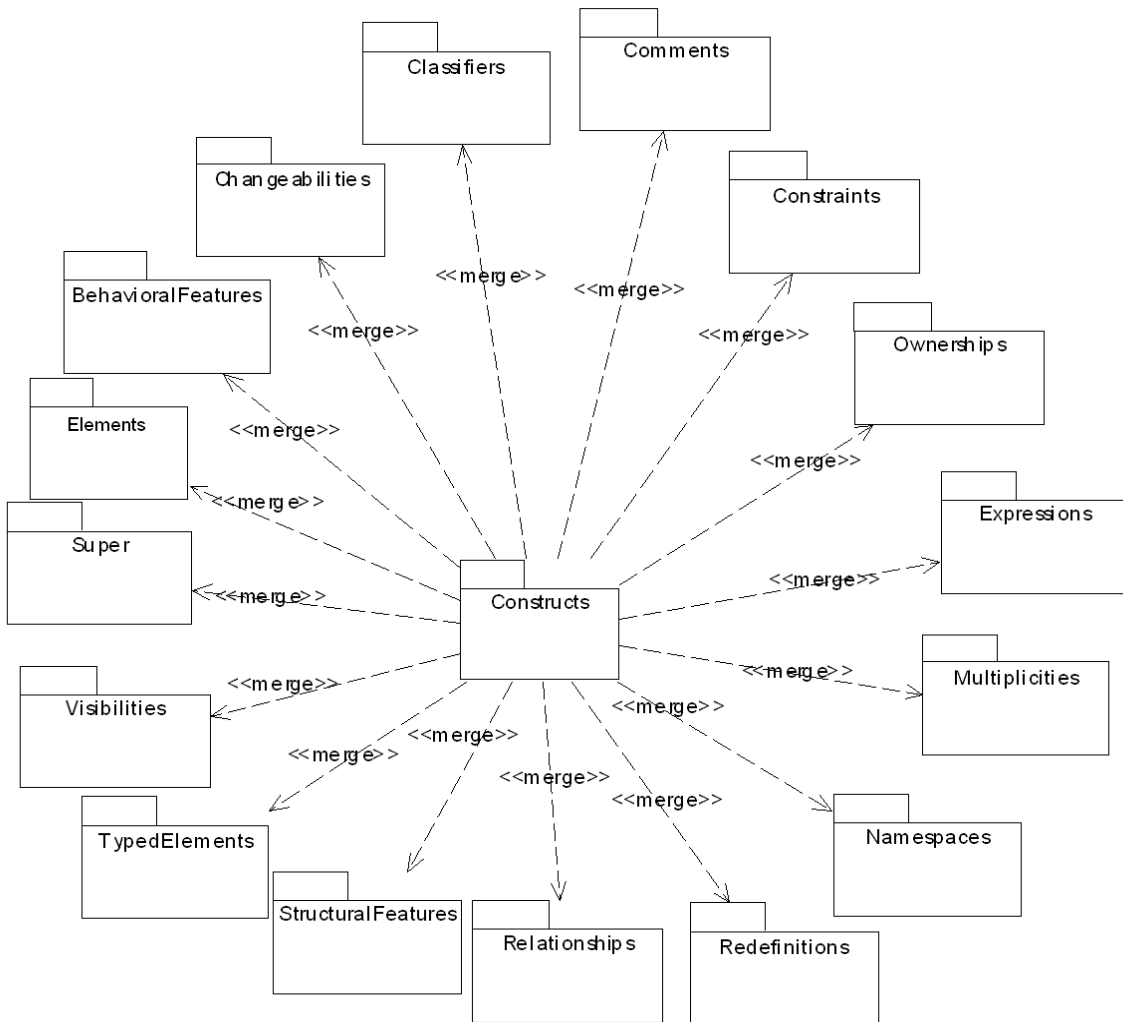 Comments
Classifiers
Changeabilities
Constraints
<<merge>>
<<merge>>
BehavioralFeatures
<<merge>>
<<merge>>
Ownerships
Elements
<<merge>>
<<merge>>
<<merge>>
Expressions
Super
<<merge>>
<<merge>>
Constructs
Visibilities
<<merge>>
<<merge>>
Multiplicities
<<merge>>
<<merge>>
<<merge>>
<<merge>>
<<merge>>
TypedElements
Namespaces
StructuralFeatures
Relationships
Redefinitions